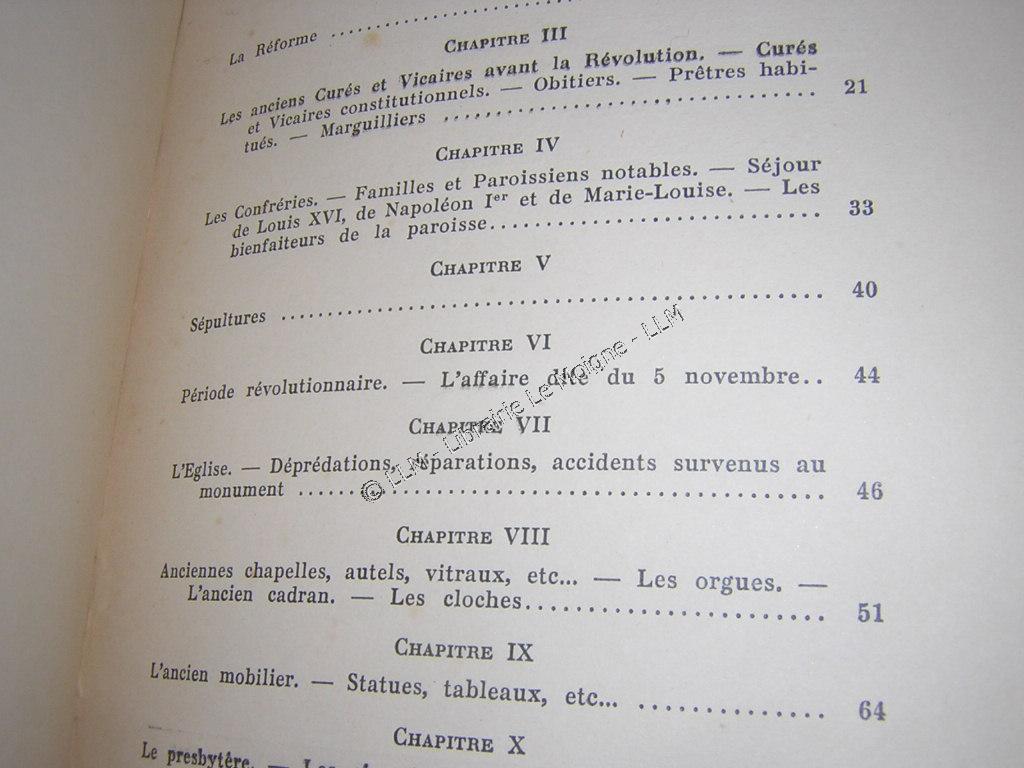 La Réforme ........................
CHAPITRE III
Les anciens Curés et Vicaires avant la Révolution. — Curés
et Vicaires constitutionnels. — Obitiers. — Prêtres habi-
tués. — Marguilliers ........................ 21
CHAPITRE IV
Les Confréries. — Familles et Paroissiens notables. — Séjour
de Louis XVI, de Napoléon Ier et de Marie-Louise. — Les
bienfaiteurs de la paroisse........................ 33
CHAPITRE V
Sépultures ........................ 40
CHAPITRE VI
Période révolutionnaire. — L'affaire dite du 5 novembre.. 44
CHAPITRE VII
L'Eglise. — Déprédations, réparations, accidents survenus au
monument ........................ 46
CHAPITRE VIII
Anciennes chapelles, autels, vitraux, etc... — Les orgues. —
L'ancien cadran. — Les cloches........................ 51
CHAPITRE IX
L'ancien mobilier. — Statues, tableaux, etc... ................ 64
CHAPITRE X
Le presbytère. —
© LLM - Librairie Le Moigne - LLM